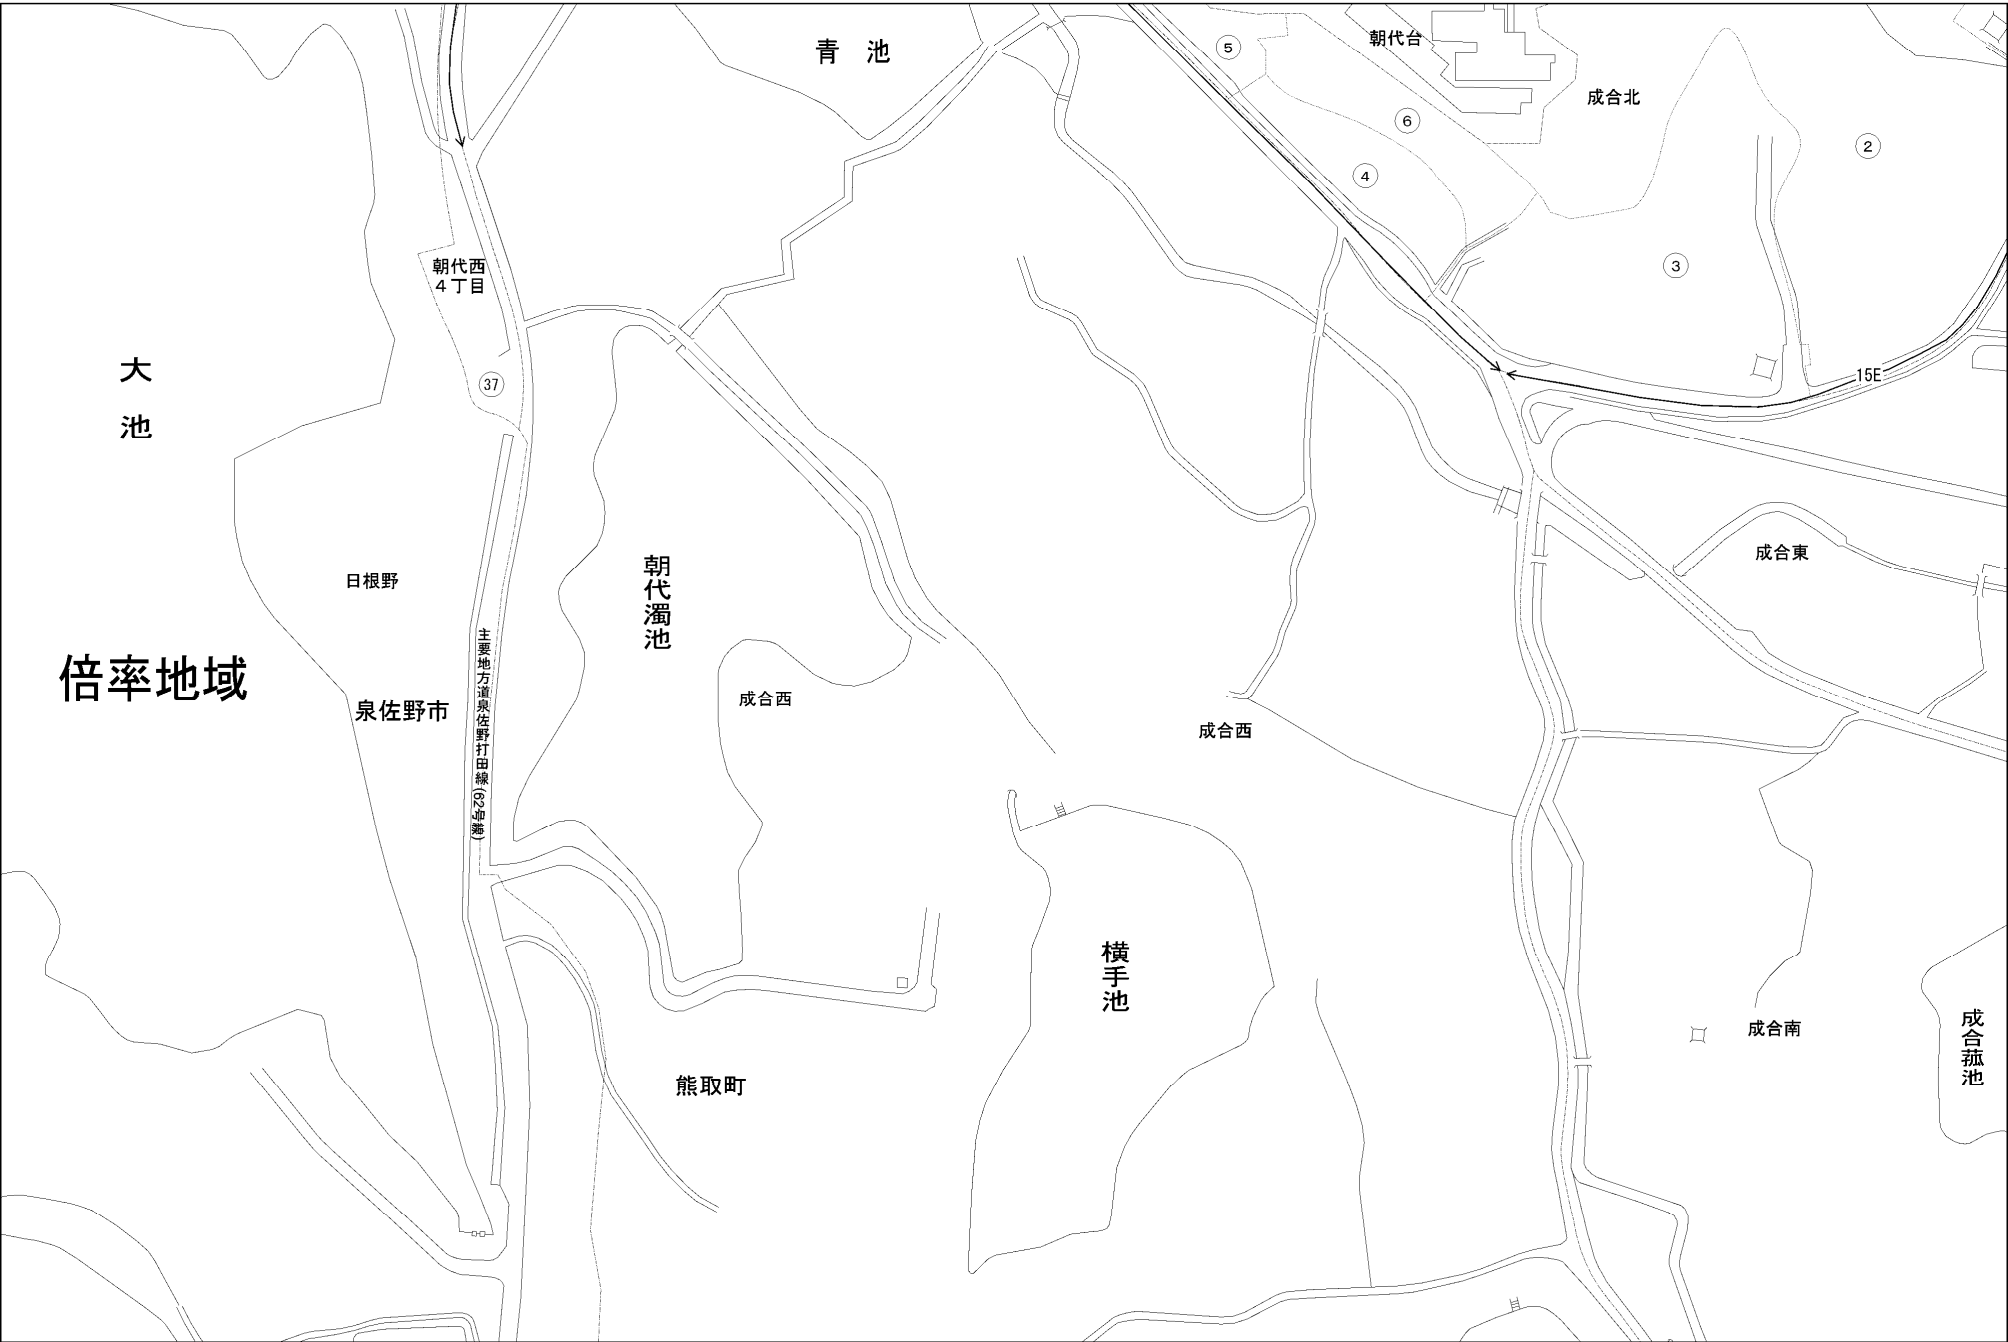 青 池
朝代台
⑤
成合北
⑥
②
④
朝代西
4丁目
③
大
池
㊲
15E
成合東
日根野
朝代濁池
倍率地域
主要地方道泉佐野打田線(62号線)
成合西
泉佐野市
成合西
横手池
成合南
成合菰池
熊取町